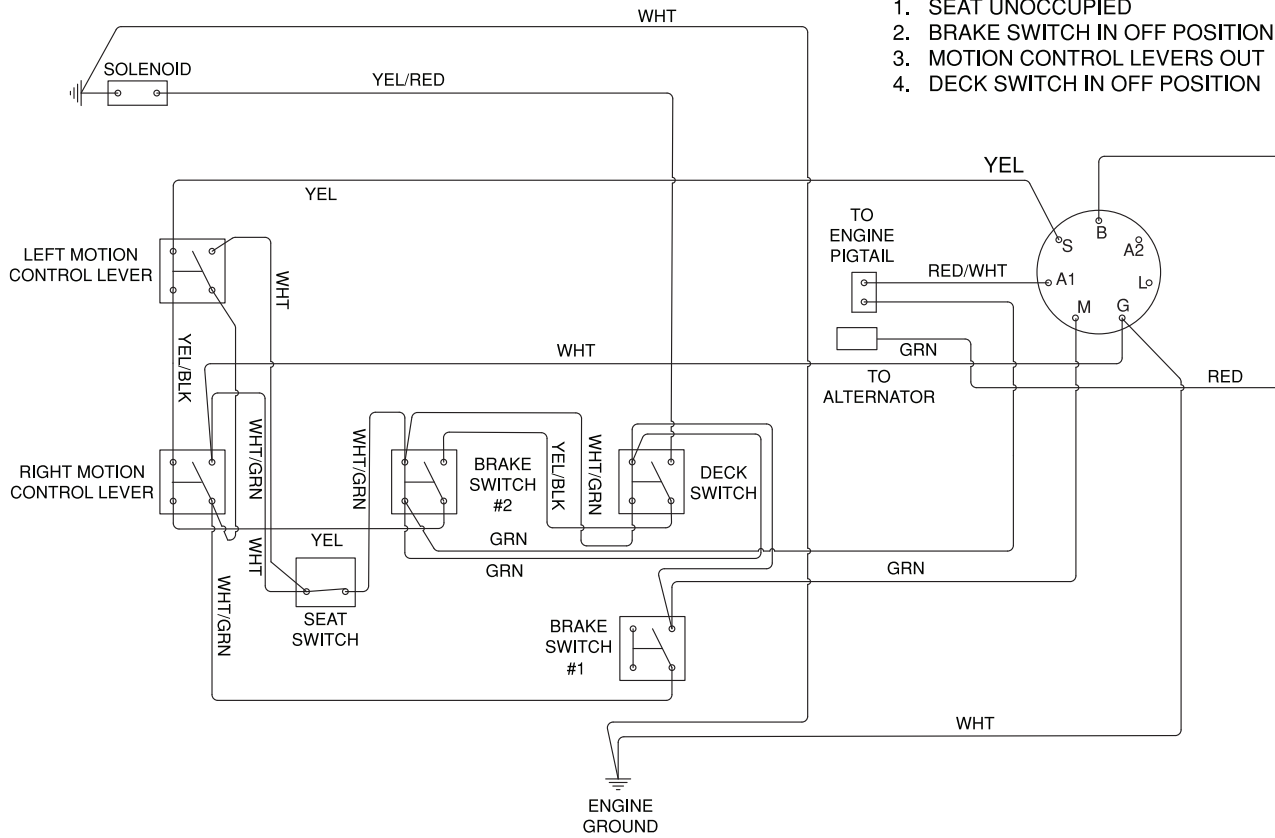 WHT
1. SEAT UNOCCUPIED
2. BRAKE SWITCH IN OFF POSITION
3. MOTION CONTROL LEVERS OUT
4. DECK SWITCH IN OFF POSITION
SOLENOID
YEL/RED
YEL
YEL
B
S
A2
A1
L
M
G
TO
ENGINE
PIGTAIL
RED/WHT
LEFT MOTION
CONTROL LEVER
WHT
YEL/BLK
WHT
GRN
TO
ALTERNATOR
RED
RIGHT MOTION
CONTROL LEVER
WHT/GRN
WHT/GRN
BRAKE
SWITCH
#2
YEL/BLK
WHT/GRN
DECK
SWITCH
YEL
WHT
GRN
GRN
GRN
WHT/GRN
SEAT
SWITCH
BRAKE
SWITCH
#1
WHT
ENGINE
GROUND